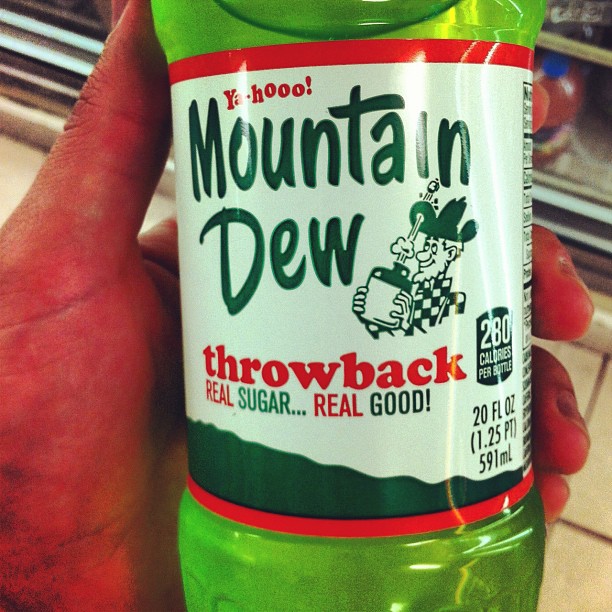 Ya-hooo!
Mountain
Dew
throwback
REAL SUGAR... REAL GOOD!
280
CALORIES
PER BOTTLE
20 FL OZ
(1.25 PT)
591mL